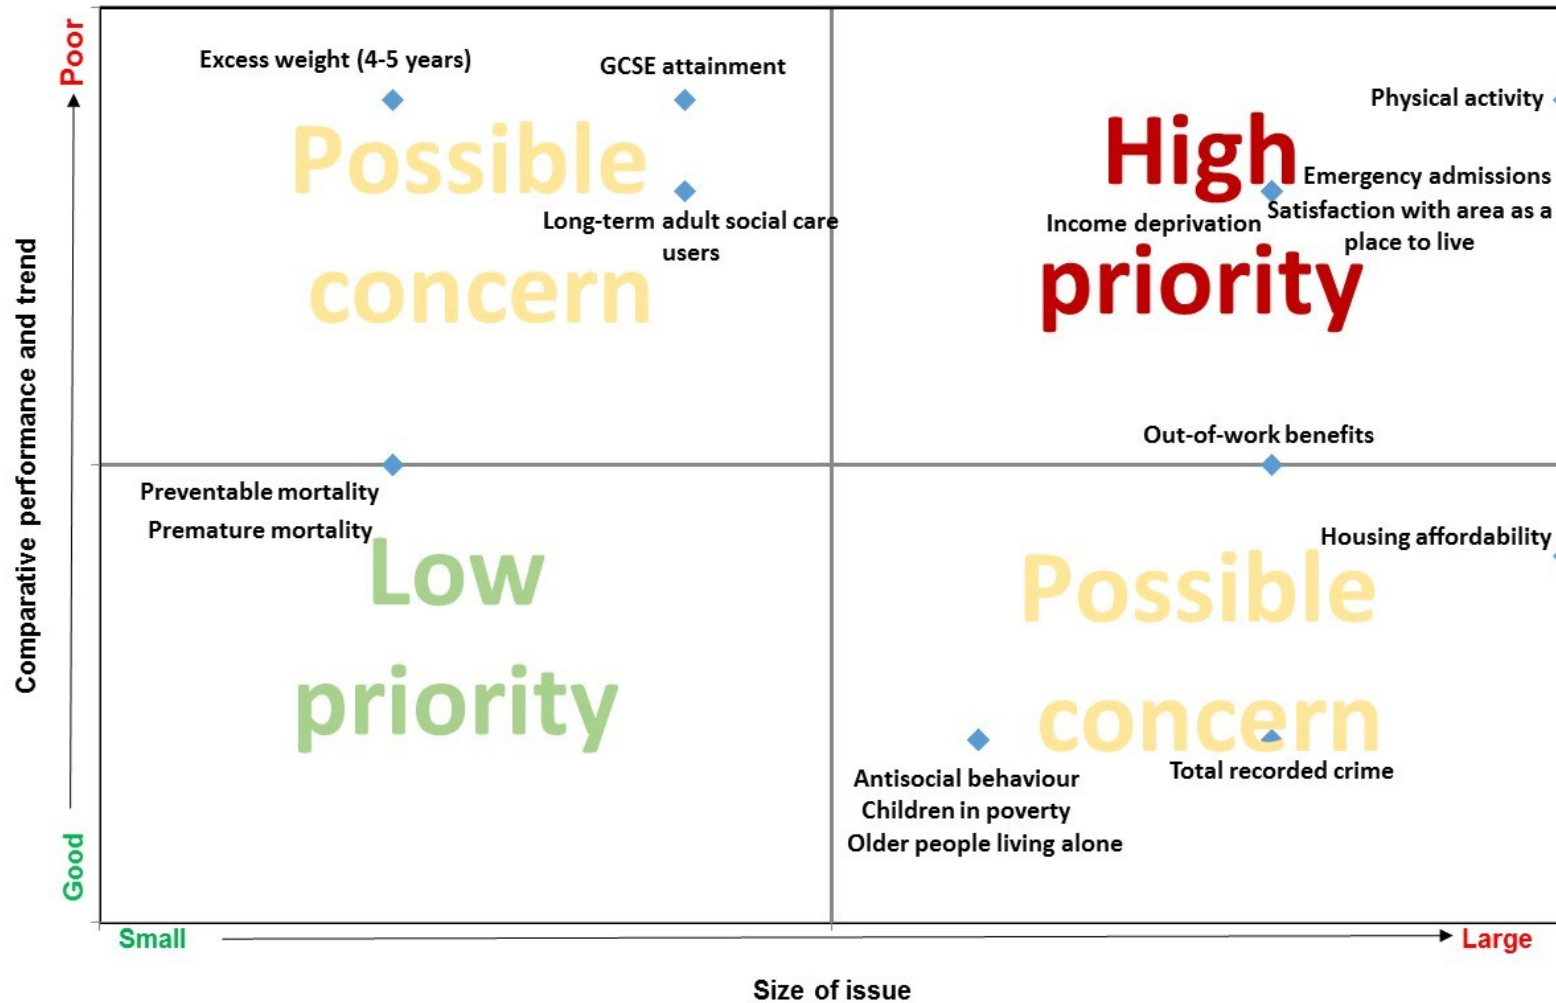 Poor
Excess weight (4-5 years)
GCSE attainment
Physical activity
Possible
concern
High
priority
Long-term adult social care
users
Emergency admissions
Income deprivation
Satisfaction with area as a
place to live
Comparative performance and trend
Out-of-work benefits
Preventable mortality
Premature mortality
Low
priority
Housing affordability
Possible
concern
Total recorded crime
Antisocial behaviour
Children in poverty
Older people living alone
Good
Small
Large
Size of issue